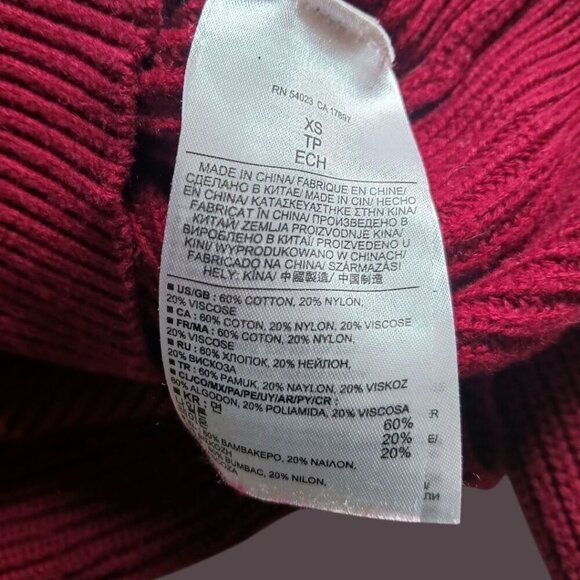 RN 54023 CA 17897
XS
TP
ECH
MADE IN CHINA/ FABRIQUE EN CHINE/
СДЕЛАНО В КИТАЕ/ MADE IN CIN/ HECHO
EN CHINA/ ΚΑΤΑΣΚΕΥΑΣΤΗΚΕ ΣΤΗΝ ΚΙΝΑ/
FABRICAT ÎN CHINA/ ПРОИЗВЕДЕНО В
КИТАЙ/ ZEMLJA PROIZVODNJE KINA/
ВИРОБЛЕНО В КИТАЇ/ PROIZVEDENO U
KINI/ WYPRODUKOWANO W CHINACH/
FABRICADO NA CHINA/ SZÁRMAZÁSI
HELY: KÍNA/ 中國製造/ 中国制造
US/GB : 60% COTTON, 20% NYLON,
20% VISCOSE
CA : 60% COTON, 20% NYLON, 20% VISCOSE
FR/MA : 60% COTON, 20% NYLON,
20% VISCOSE
RU : 60% ХЛОПОК, 20% НЕЙЛОН,
20% ВИСКОЗА
TR : 60% PAMUK, 20% NAYLON, 20% VISKOZ
CL/CO/MX/PA/PE/UY/AR/PY/CR :
60% ALGODON, 20% POLIAMIDA, 20% VISCOSA
KR : 면 60%
20%
20%
60% ΒΑΜΒΑΚΕΡΟ, 20% ΝΑΙΛΟΝ,
BUMBAC, 20% NILON,